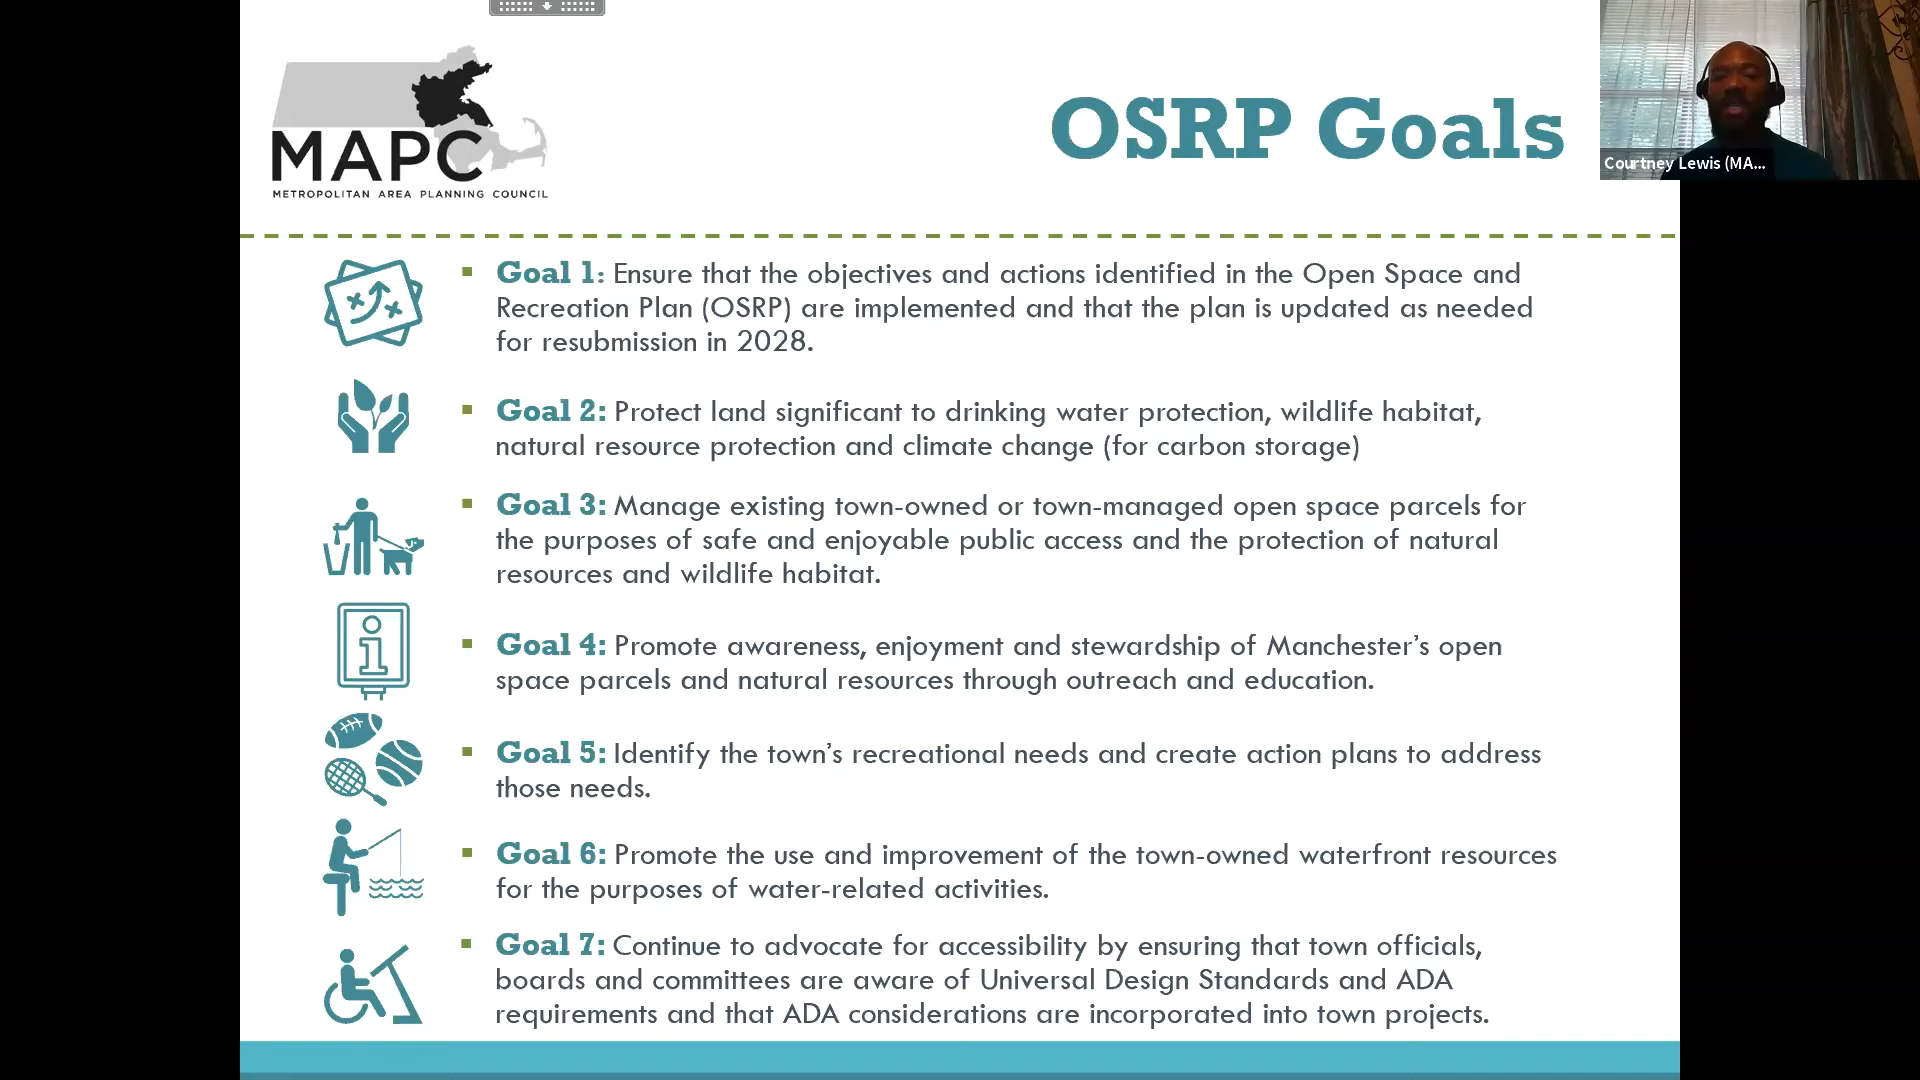 MAPC
METROPOLITAN AREA PLANNING COUNCIL
OSRP Goals
Courtney Lewis (MA...
Goal 1: Ensure that the objectives and actions identified in the Open Space and
Recreation Plan (OSRP) are implemented and that the plan is updated as needed
for resubmission in 2028.
Goal 2: Protect land significant to drinking water protection, wildlife habitat,
natural resource protection and climate change (for carbon storage)
Goal 3: Manage existing town-owned or town-managed open space parcels for
the purposes of safe and enjoyable public access and the protection of natural
resources and wildlife habitat.
Goal 4: Promote awareness, enjoyment and stewardship of Manchester’s open
space parcels and natural resources through outreach and education.
Goal 5: Identify the town’s recreational needs and create action plans to address
those needs.
Goal 6: Promote the use and improvement of the town-owned waterfront resources
for the purposes of water-related activities.
Goal 7: Continue to advocate for accessibility by ensuring that town officials,
boards and committees are aware of Universal Design Standards and ADA
requirements and that ADA considerations are incorporated into town projects.